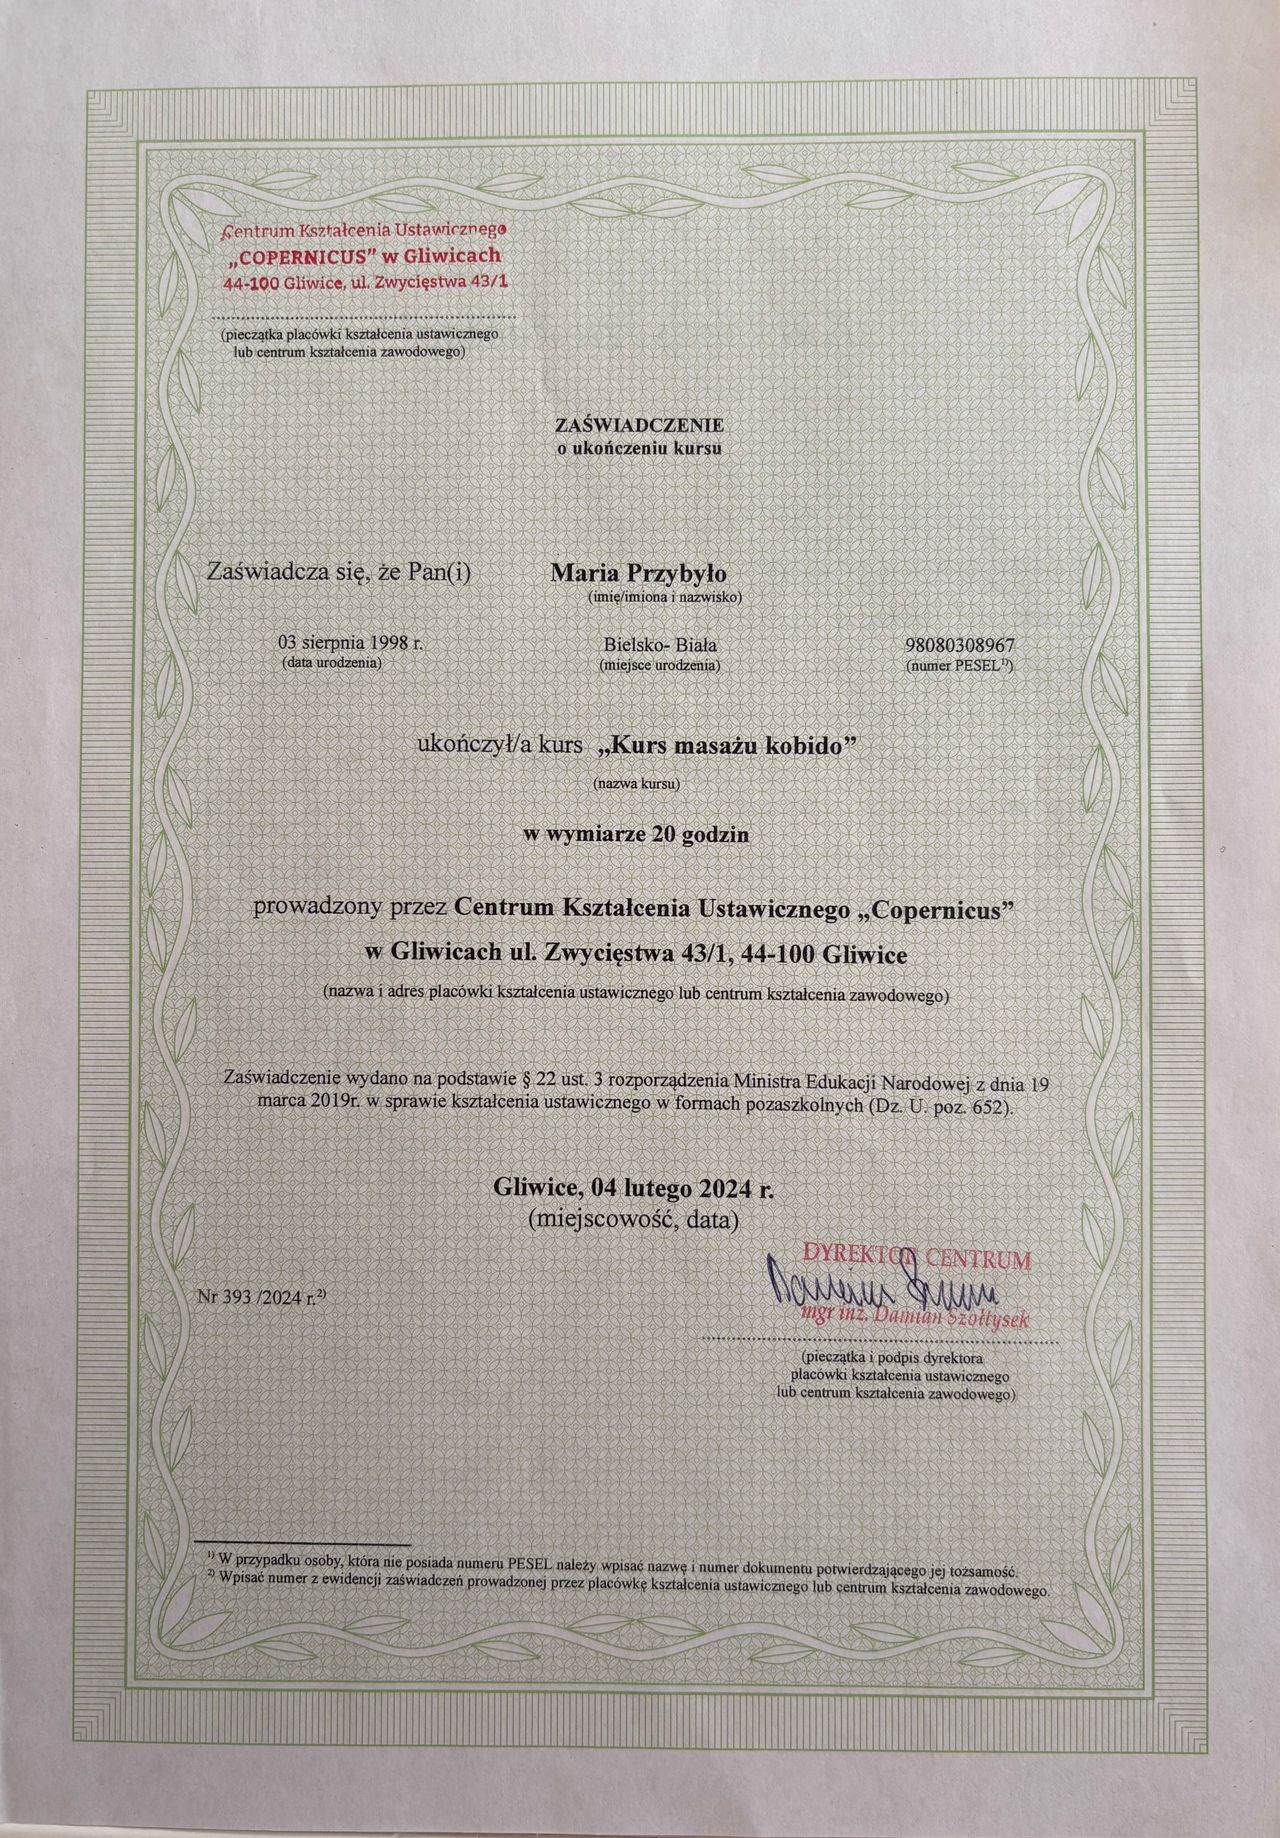 Centrum Kształcenia Ustawicznego
„COPERNICUS” w Gliwicach
44-100 Gliwice, ul. Zwycięstwa 43/1
(pieczątka placówki kształcenia ustawicznego
lub centrum kształcenia zawodowego)
ZAŚWIADCZENIE
o ukończeniu kursu
Zaświadcza się, że Pan(i) Maria Przybyło
(imię/imiona i nazwisko)
03 sierpnia 1998 r. Bielsko- Biała 98080308967
(data urodzenia) (miejsce urodzenia) (numer PESEL¹⁾)
ukończył/a kurs „Kurs masażu kobido”
(nazwa kursu)
w wymiarze 20 godzin
prowadzony przez Centrum Kształcenia Ustawicznego „Copernicus”
w Gliwicach ul. Zwycięstwa 43/1, 44-100 Gliwice
(nazwa i adres placówki kształcenia ustawicznego lub centrum kształcenia zawodowego)
Zaświadczenie wydano na podstawie § 22 ust. 3 rozporządzenia Ministra Edukacji Narodowej z dnia 19
marca 2019r. w sprawie kształcenia ustawicznego w formach pozaszkolnych (Dz. U. poz. 652).
Gliwice, 04 lutego 2024 r.
(miejscowość, data)
DYREKTOR CENTRUM
mgr inż. Damian Szołtysek
Nr 393 /2024 r.²⁾
(pieczątka i podpis dyrektora
placówki kształcenia ustawicznego
lub centrum kształcenia zawodowego)
¹⁾ W przypadku osoby, która nie posiada numeru PESEL należy wpisać nazwę i numer dokumentu potwierdzającego jej tożsamość.
²⁾ Wpisać numer z ewidencji zaświadczeń prowadzonej przez placówkę kształcenia ustawicznego lub centrum kształcenia zawodowego.